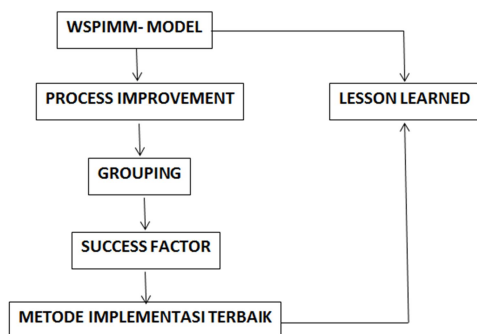 WSPIMM- MODEL
PROCESS IMPROVEMENT
LESSON LEARNED
GROUPING
SUCCESS FACTOR
METODE IMPLEMENTASI TERBAIK